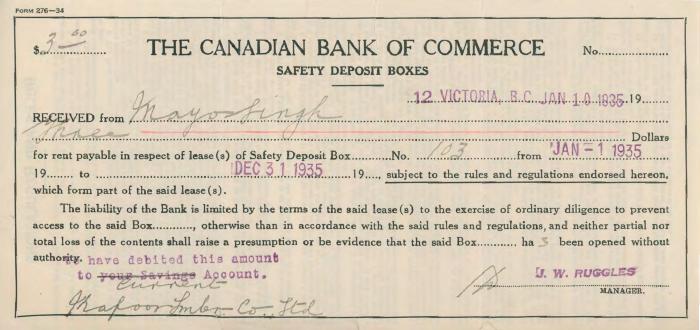 FORM 276—34
$ 3 00 THE CANADIAN BANK OF COMMERCE No.
SAFETY DEPOSIT BOXES
12 VICTORIA, B.C. JAN 10 1935 19
RECEIVED from Mayo Singh
Three Dollars
for rent payable in respect of lease(s) of Safety Deposit Box No. 103 from JAN -1 1935
19 to DEC 31 1935 19, subject to the rules and regulations endorsed hereon,
which form part of the said lease(s).
The liability of the Bank is limited by the terms of the said lease(s) to the exercise of ordinary diligence to prevent
access to the said Box, otherwise than in accordance with the said rules and regulations, and neither partial nor
total loss of the contents shall raise a presumption or be evidence that the said Box ha s been opened without
authority. have debited this amount
to your Savings Account.
Current
Kapoor Lmbr. Co., Ltd
J. W. RUGGLES
MANAGER.